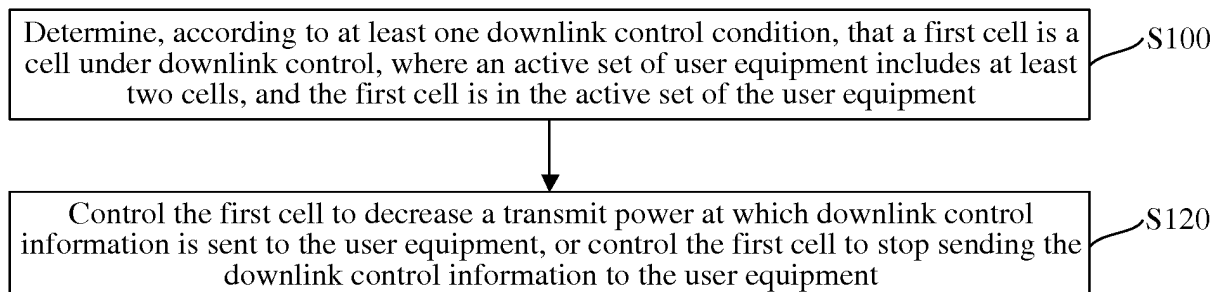 Determine, according to at least one downlink control condition, that a first cell is a
cell under downlink control, where an active set of user equipment includes at least
two cells, and the first cell is in the active set of the user equipment
S100
Control the first cell to decrease a transmit power at which downlink control
information is sent to the user equipment, or control the first cell to stop sending the
downlink control information to the user equipment
S120